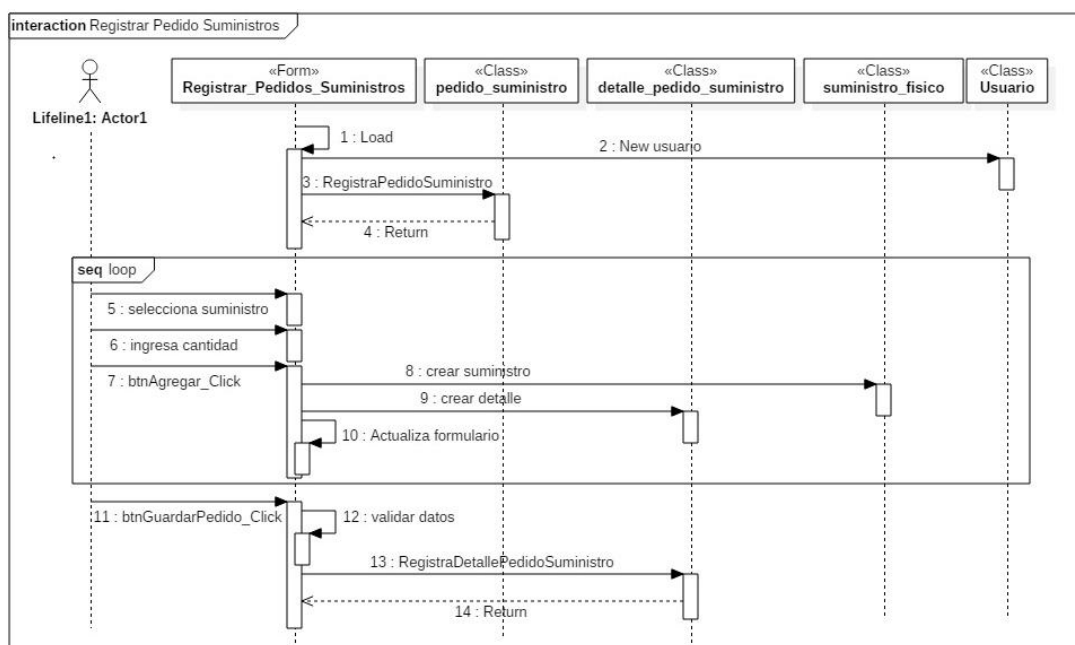 interaction Registrar Pedido Suministros
Lifeline1: Actor1
«Form»
Registrar_Pedidos_Suministros
«Class»
pedido_suministro
«Class»
detalle_pedido_suministro
«Class»
suministro_fisico
«Class»
Usuario
1 : Load
2 : New usuario
3 : RegistraPedidoSuministro
4 : Return
seq loop
5 : selecciona suministro
6 : ingresa cantidad
7 : btnAgregar_Click
8 : crear suministro
9 : crear detalle
10 : Actualiza formulario
11 : btnGuardarPedido_Click
12 : validar datos
13 : RegistraDetallePedidoSuministro
14 : Return